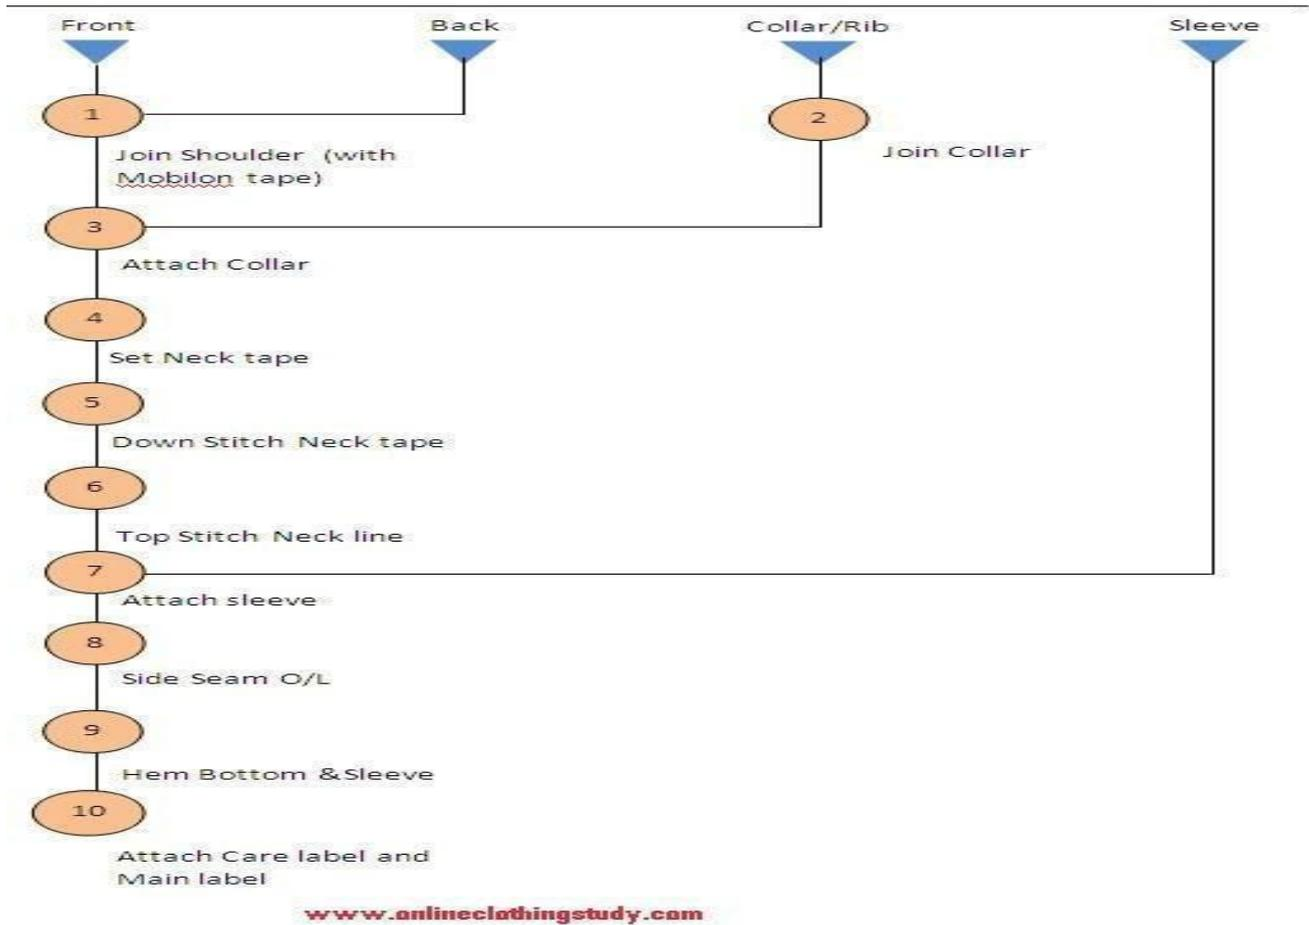 Front
Back
Collar/Rib
Sleeve
1
2
Join Shoulder (with
Mobilon tape)
Join Collar
3
Attach Collar
4
Set Neck tape
5
Down Stitch Neck tape
6
Top Stitch Neck line
7
Attach sleeve
8
Side Seam O/L
9
Hem Bottom &Sleeve
10
Attach Care label and
Main label
www.onlineclothingstudy.com